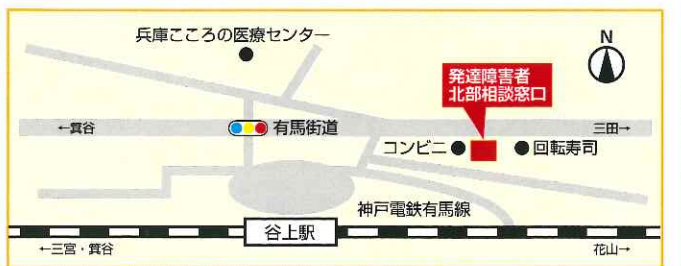 兵庫こころの医療センター
N
発達障害者
北部相談窓口
←箕谷
有馬街道
三田→
コンビニ
回転寿司
神戸電鉄有馬線
谷上駅
←三宮・箕谷
花山→